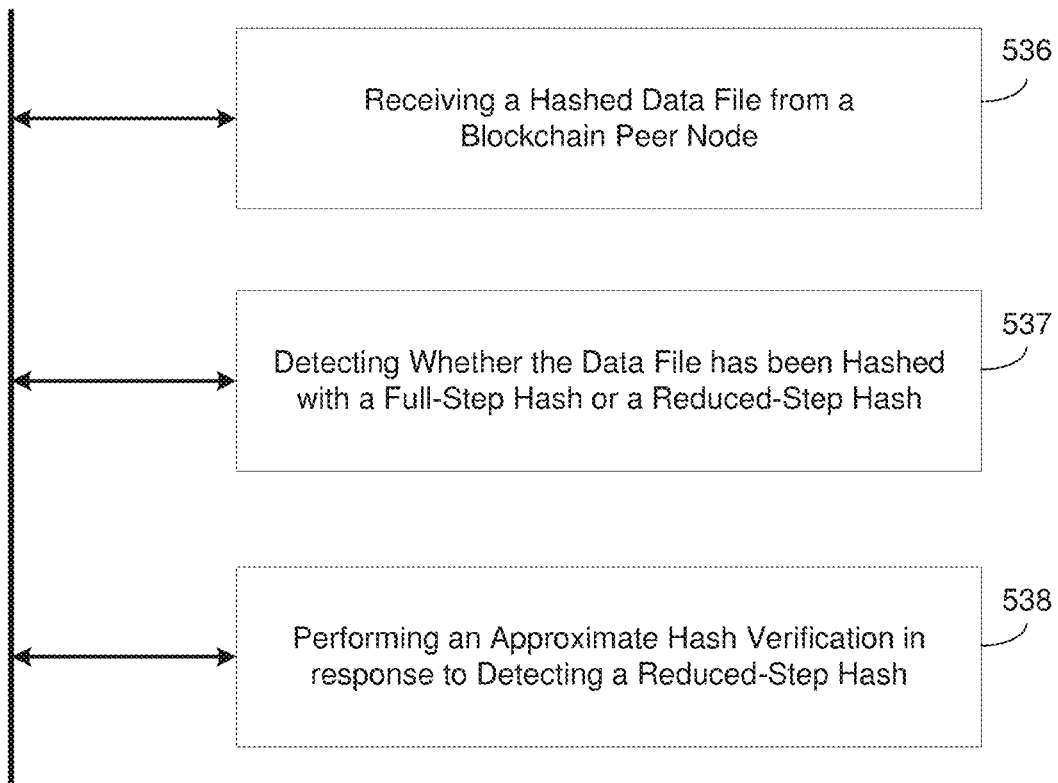 536
Receiving a Hashed Data File from a
Blockchain Peer Node
537
Detecting Whether the Data File has been Hashed
with a Full-Step Hash or a Reduced-Step Hash
538
Performing an Approximate Hash Verification in
response to Detecting a Reduced-Step Hash